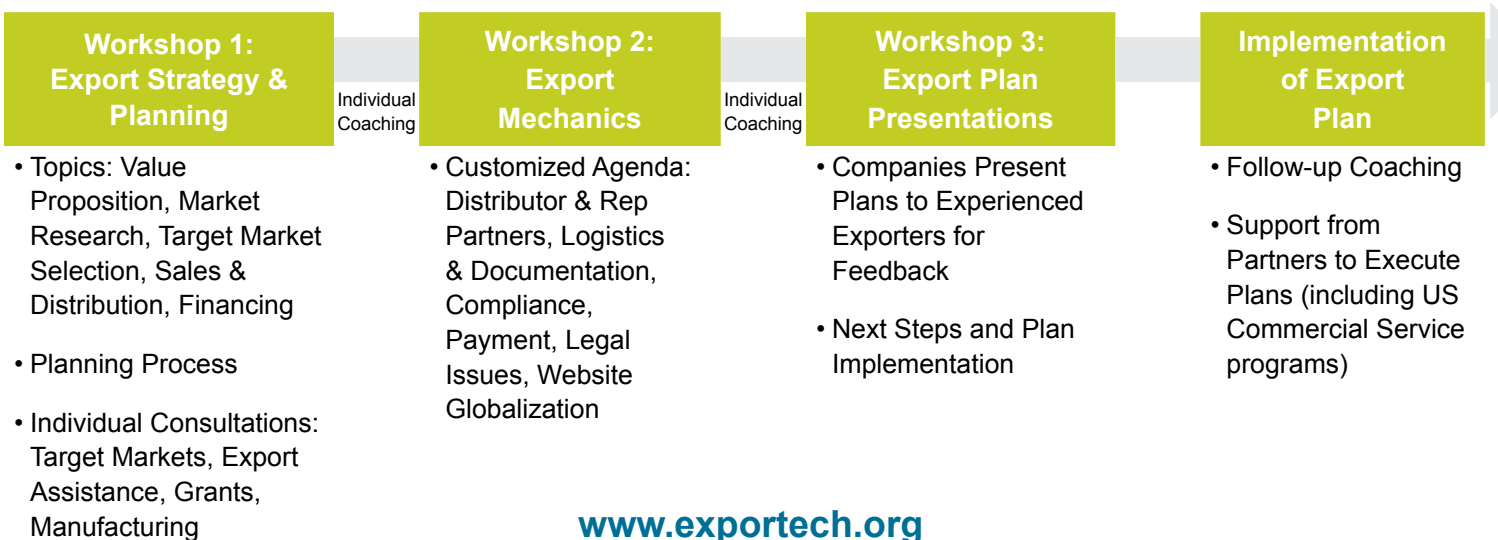 Workshop 1:
Export Strategy &
Planning
Individual
Coaching
Workshop 2:
Export
Mechanics
Individual
Coaching
Workshop 3:
Export Plan
Presentations
Implementation
of Export
Plan
• Topics: Value
Proposition, Market
Research, Target Market
Selection, Sales &
Distribution, Financing
• Planning Process
• Individual Consultations:
Target Markets, Export
Assistance, Grants,
Manufacturing
• Customized Agenda:
Distributor & Rep
Partners, Logistics
& Documentation,
Compliance,
Payment, Legal
Issues, Website
Globalization
• Companies Present
Plans to Experienced
Exporters for
Feedback
• Next Steps and Plan
Implementation
• Follow-up Coaching
• Support from
Partners to Execute
Plans (including US
Commercial Service
programs)
www.exportech.org